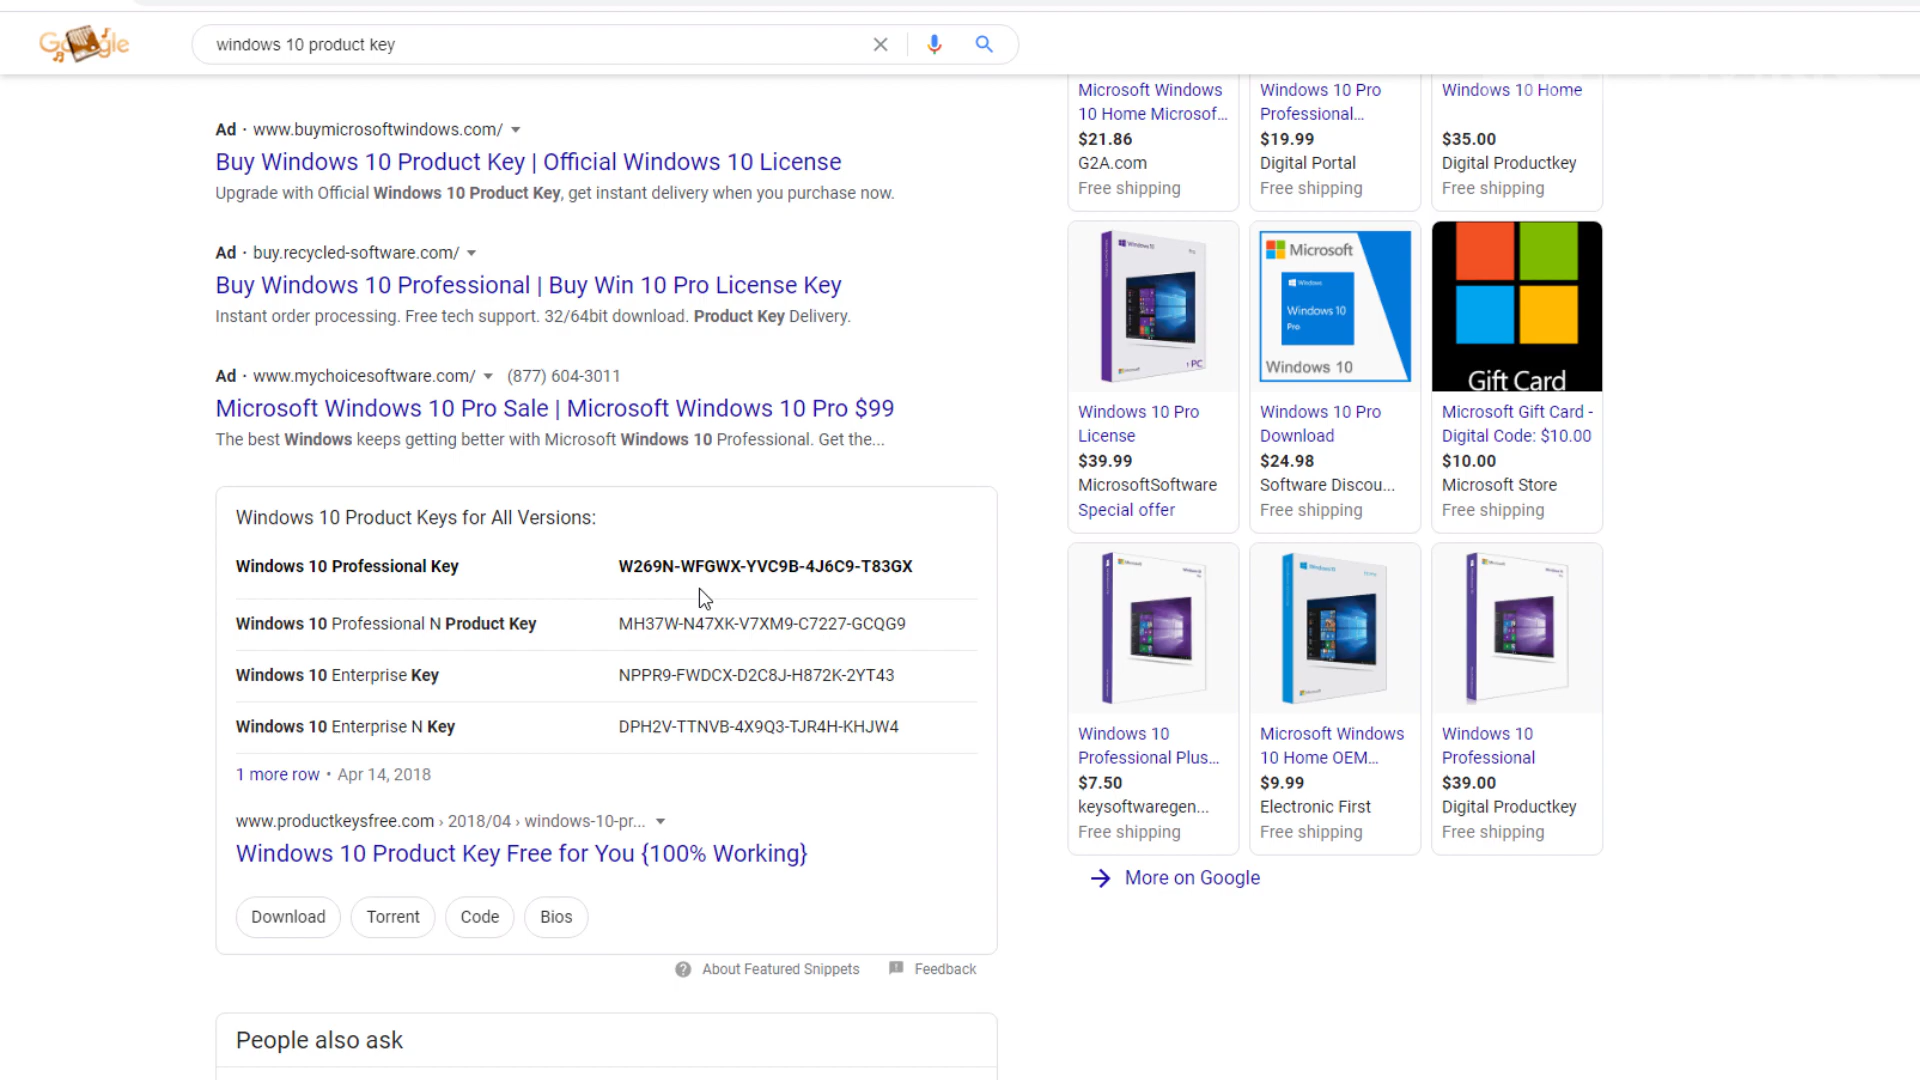 Google
windows 10 product key
Ad · www.buymicrosoftwindows.com/
Buy Windows 10 Product Key | Official Windows 10 License
Upgrade with Official Windows 10 Product Key, get instant delivery when you purchase now.
Ad · buy.recycled-software.com/
Buy Windows 10 Professional | Buy Win 10 Pro License Key
Instant order processing. Free tech support. 32/64bit download. Product Key Delivery.
Ad · www.mychoicesoftware.com/ (877) 604-3011
Microsoft Windows 10 Pro Sale | Microsoft Windows 10 Pro $99
The best Windows keeps getting better with Microsoft Windows 10 Professional. Get the...
Windows 10 Product Keys for All Versions:
Windows 10 Professional Key W269N-WFGWX-YVC9B-4J6C9-T83GX
Windows 10 Professional N Product Key MH37W-N47XK-V7XM9-C7227-GCQG9
Windows 10 Enterprise Key NPPR9-FWDCX-D2C8J-H872K-2YT43
Windows 10 Enterprise N Key DPH2V-TTNVB-4X9Q3-TJR4H-KHJW4
1 more row • Apr 14, 2018
www.productkeysfree.com › 2018/04 › windows-10-pr...
Windows 10 Product Key Free for You {100% Working}
Download Torrent Code Bios
About Featured Snippets Feedback
People also ask
Microsoft Windows
10 Home Microsof...
$21.86
G2A.com
Free shipping
Windows 10 Pro
Professional...
$19.99
Digital Portal
Free shipping
Windows 10 Home
$35.00
Digital Productkey
Free shipping
Windows 10
Pro
PC
Windows 10 Pro
License
$39.99
MicrosoftSoftware
Special offer
Microsoft
Windows
Windows 10
Pro
Windows 10
Windows 10 Pro
Download
$24.98
Software Discou...
Free shipping
Gift Card
Microsoft Gift Card -
Digital Code: $10.00
$10.00
Microsoft Store
Free shipping
Windows 10
Professional Plus...
$7.50
keysoftwaregen...
Free shipping
Microsoft Windows
10 Home OEM...
$9.99
Electronic First
Free shipping
Windows 10
Professional
$39.00
Digital Productkey
Free shipping
More on Google